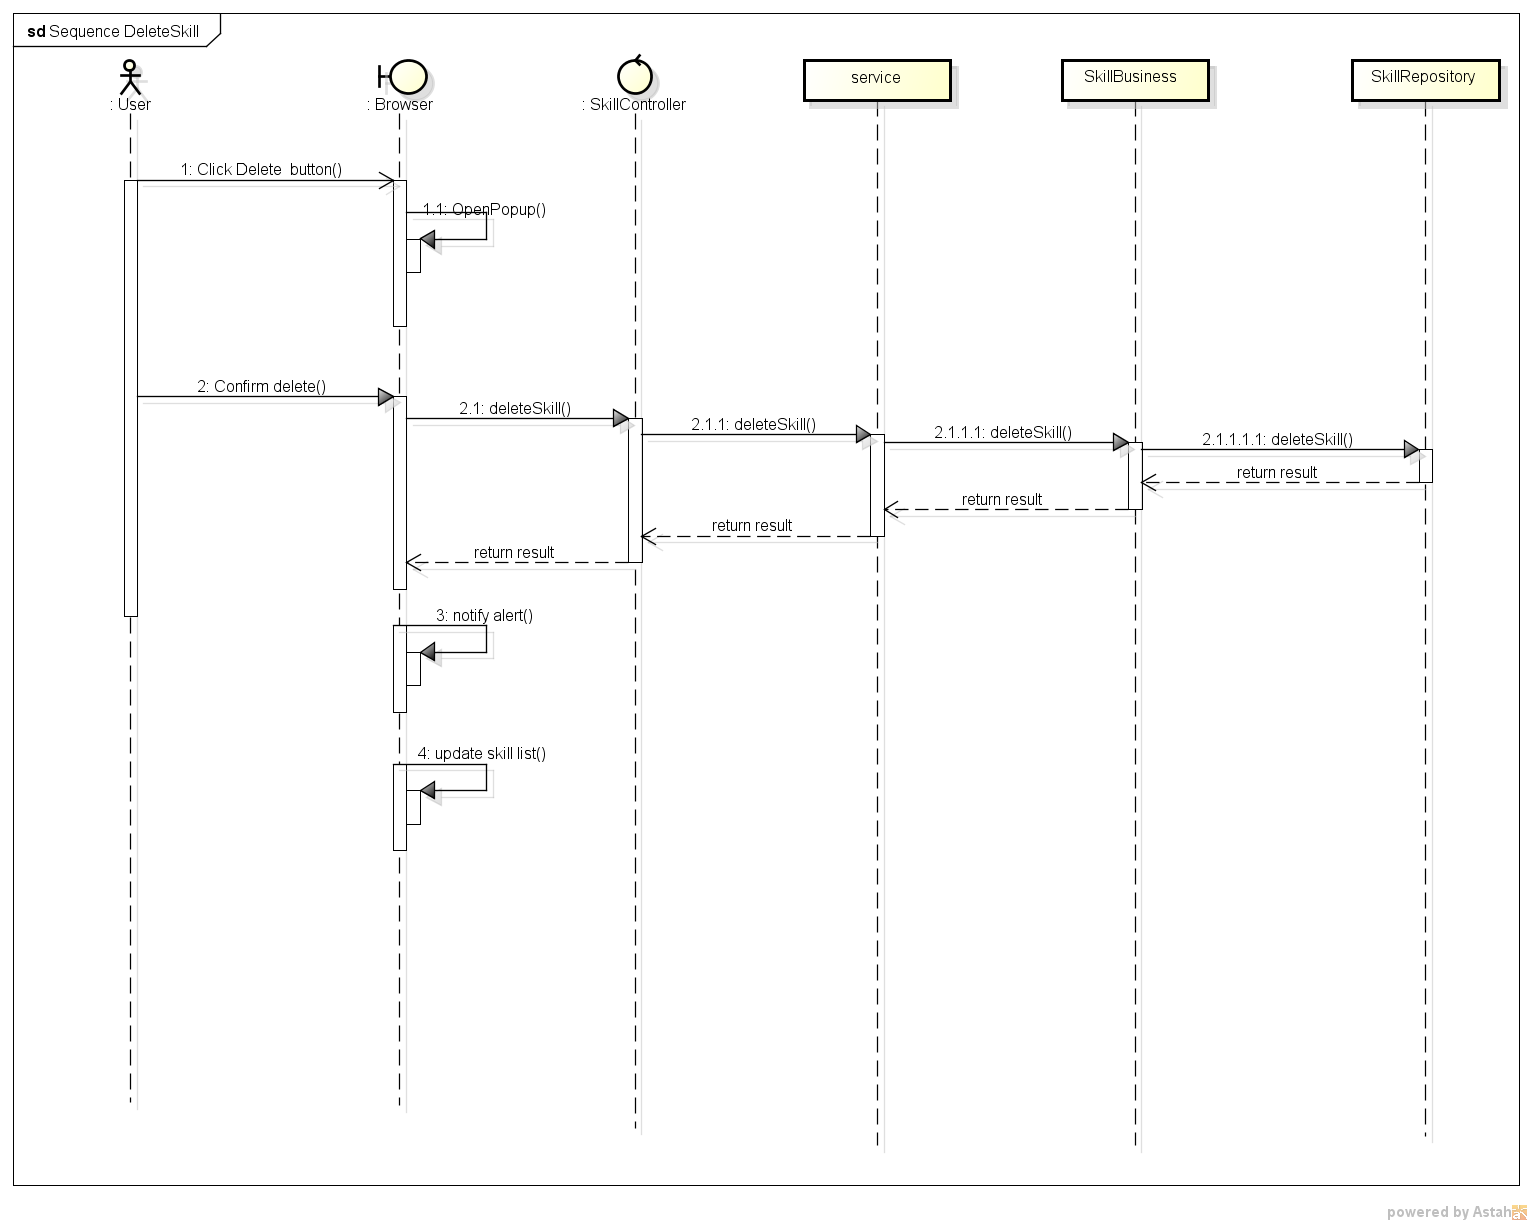 sd Sequence DeleteSkill
: User
: Browser
: SkillController
service
SkillBusiness
SkillRepository
1: Click Delete  button()
1.1: OpenPopup()
2: Confirm delete()
2.1: deleteSkill()
2.1.1: deleteSkill()
2.1.1.1: deleteSkill()
2.1.1.1.1: deleteSkill()
return result
return result
return result
return result
3: notify alert()
4: update skill list()
powered by Astah